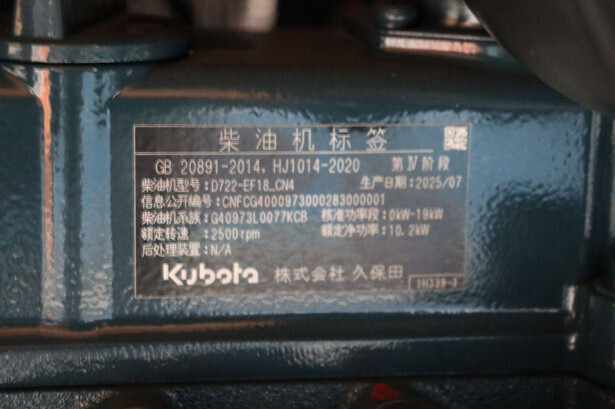 柴油机标签
GB 20891-2014, HJ1014-2020 第Ⅳ阶段
柴油机型号:D722-EF18_CN4 生产日期:2025/07
信息公开编号:CNFCG4000973000283000001
柴油机系族:G40973L0077KCB 核准功率段:0kW-19kW
额定转速:2500rpm 额定净功率:10.2kW
后处理装置:N/A
Kubota 株式会社 久保田
1H339-3